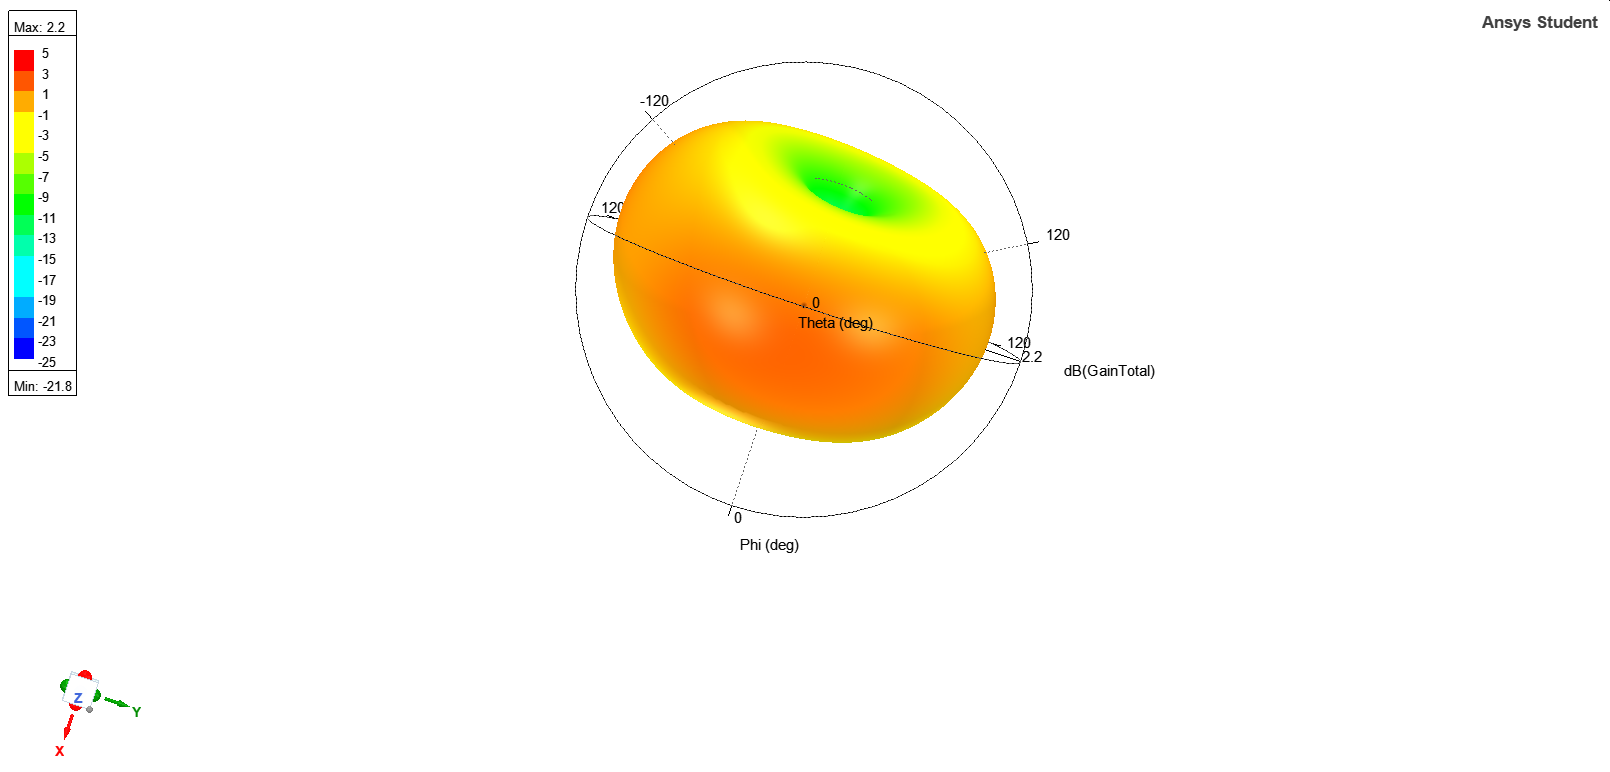 Ansys Student
Max: 2.2
5
3
1
-1
-3
-5
-7
-9
-11
-13
-15
-17
-19
-21
-23
-25
Min: -21.8
-120
120
120
0
Theta (deg)
120
2.2
dB(GainTotal)
0
Phi (deg)
Z
Y
X